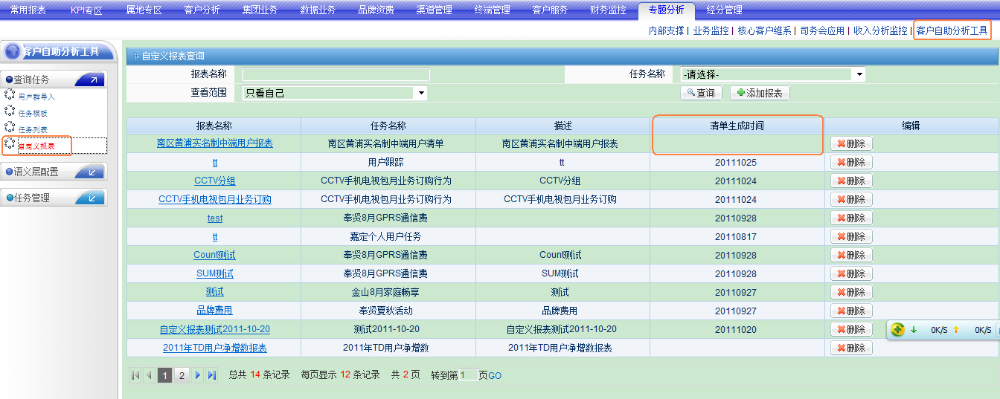 常用报表 KPI专区 属地专区 客户分析 集团业务 数据业务 品牌资费 渠道管理 终端管理 客户服务 财务监控 专题分析 经分管理
内部支撑 | 业务监控 | 核心客户维系 | 司务会应用 | 收入分析监控 | 客户自助分析工具
客户自助分析工具
查询任务
用户群导入
任务模板
任务列表
自定义报表
语义层配置
任务管理
自定义报表查询
报表名称 任务名称 -请选择-
查看范围 只看自己 查询 添加报表
报表名称 任务名称 描述 清单生成时间 编辑
南区黄浦实名制中端用户报表 南区黄浦实名制中端用户清单 南区黄浦实名制中端用户报表 删除
tt 用户跟踪 tt 20111025 删除
CCTV分组 CCTV手机电视包月业务订购行为 CCTV分组 20111024 删除
CCTV手机电视包月业务订购 CCTV手机电视包月业务订购行为 CCTV手机电视包月业务订购 20111024 删除
test 奉贤8月GPRS通信费 20110928 删除
tt 嘉定个人用户任务 20110817 删除
Count测试 奉贤8月GPRS通信费 Count测试 20110928 删除
SUM测试 奉贤8月GPRS通信费 SUM测试 20110928 删除
测试 金山8月家庭畅享 测试 20110927 删除
品牌费用 奉贤夏秋活动 品牌费用 20110927 删除
自定义报表测试2011-10-20 测试2011-10-20 自定义报表测试2011-10-20 20111020 删除
0K/S 0K/S
2011年TD用户净增数报表 2011年TD用户净增数 2011年TD用户净增数报表 删除
1 2 总共 14 条记录 每页显示 12 条记录 共 2 页 转到第 1 页GO